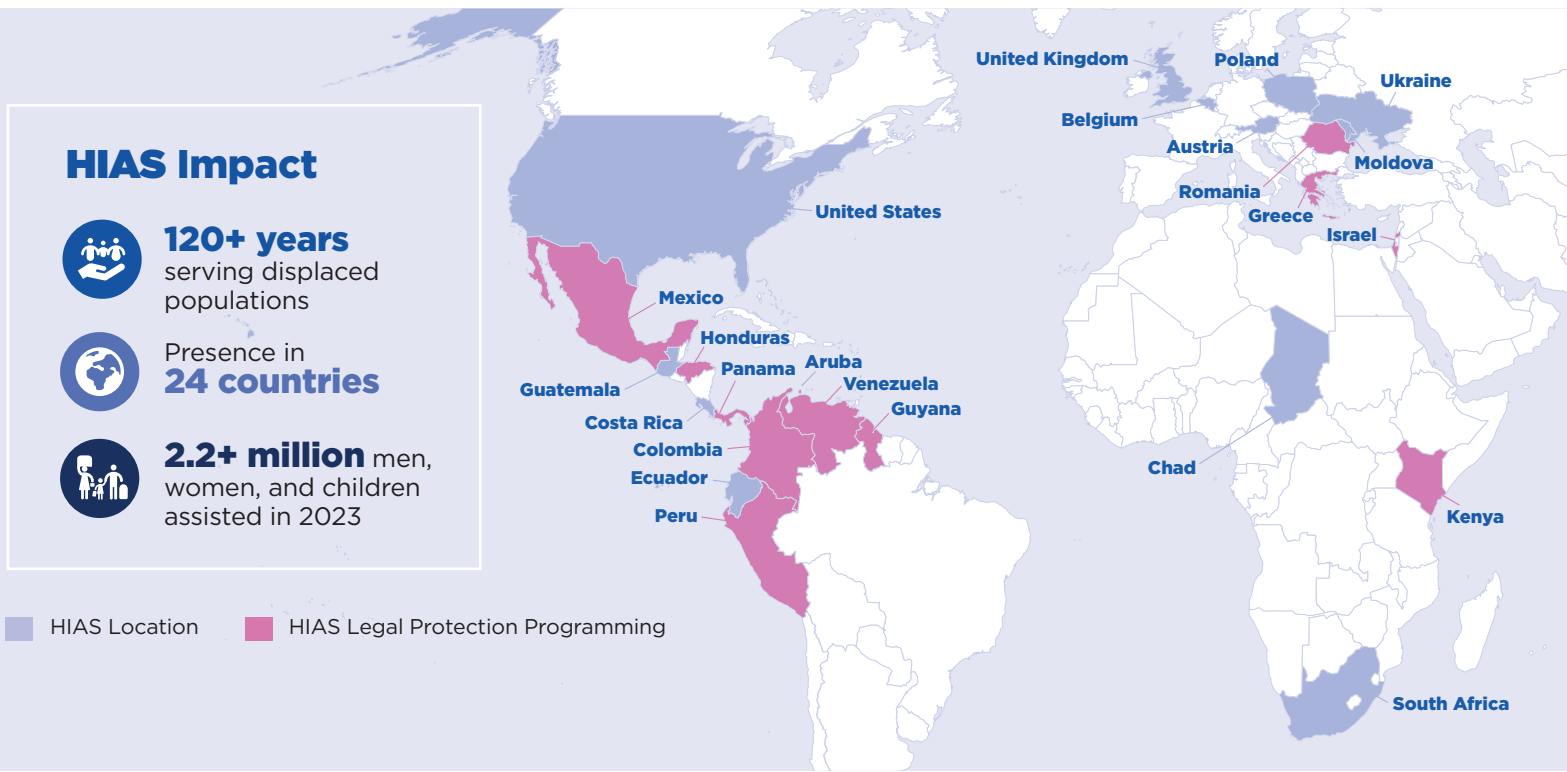 HIAS Impact
120+ years
serving displaced
populations
Presence in
24 countries
2.2+ million men,
women, and children
assisted in 2023
HIAS Location
HIAS Legal Protection Programming
United States
Mexico
Honduras
Panama
Aruba
Venezuela
Guyana
Guatemala
Costa Rica
Colombia
Ecuador
Peru
United Kingdom
Poland
Ukraine
Belgium
Austria
Moldova
Romania
Greece
Israel
Chad
Kenya
South Africa